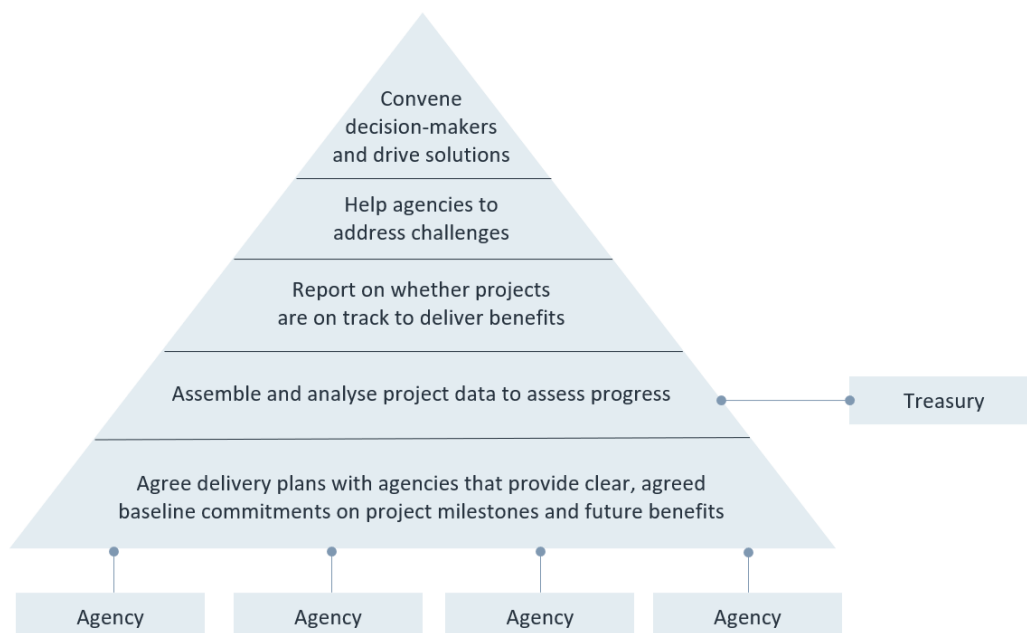 Convene
decision-makers
and drive solutions
Help agencies to
address challenges
Report on whether projects
are on track to deliver benefits
Assemble and analyse project data to assess progress
Treasury
Agree delivery plans with agencies that provide clear, agreed
baseline commitments on project milestones and future benefits
Agency
Agency
Agency
Agency